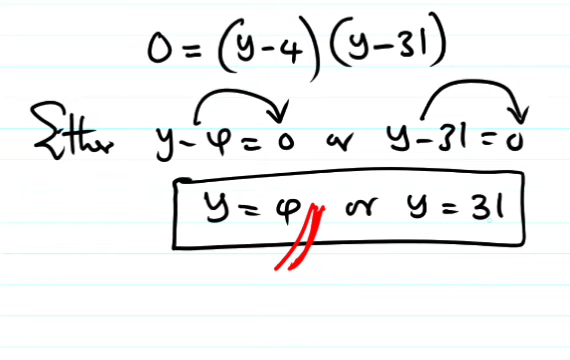 0 = (y-4)(y-31)
Either y-4=0 or y-31=0
y = 4 or y = 31